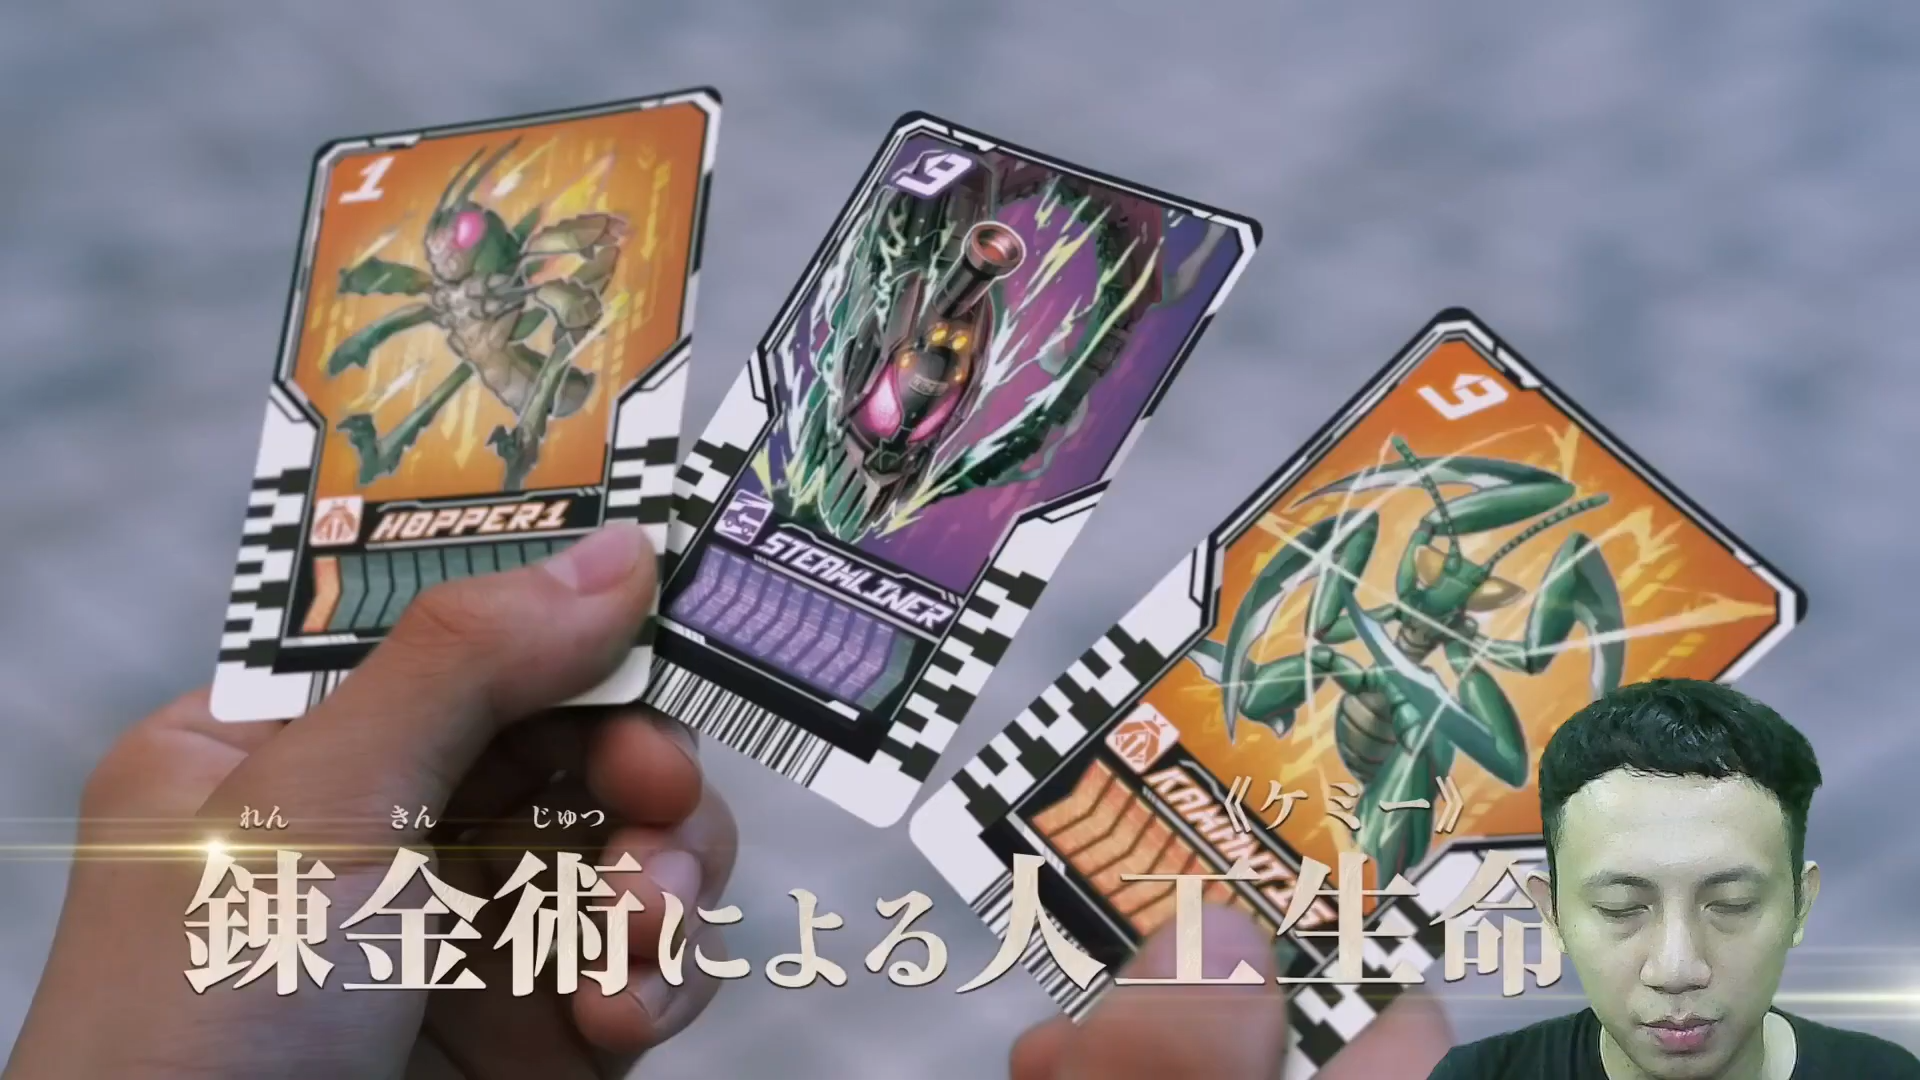 1
HOPPER1
9
STEAMLINER
9
KAMANTIS
《ケミー》
れん きん じゅつ
錬金術による人工生命